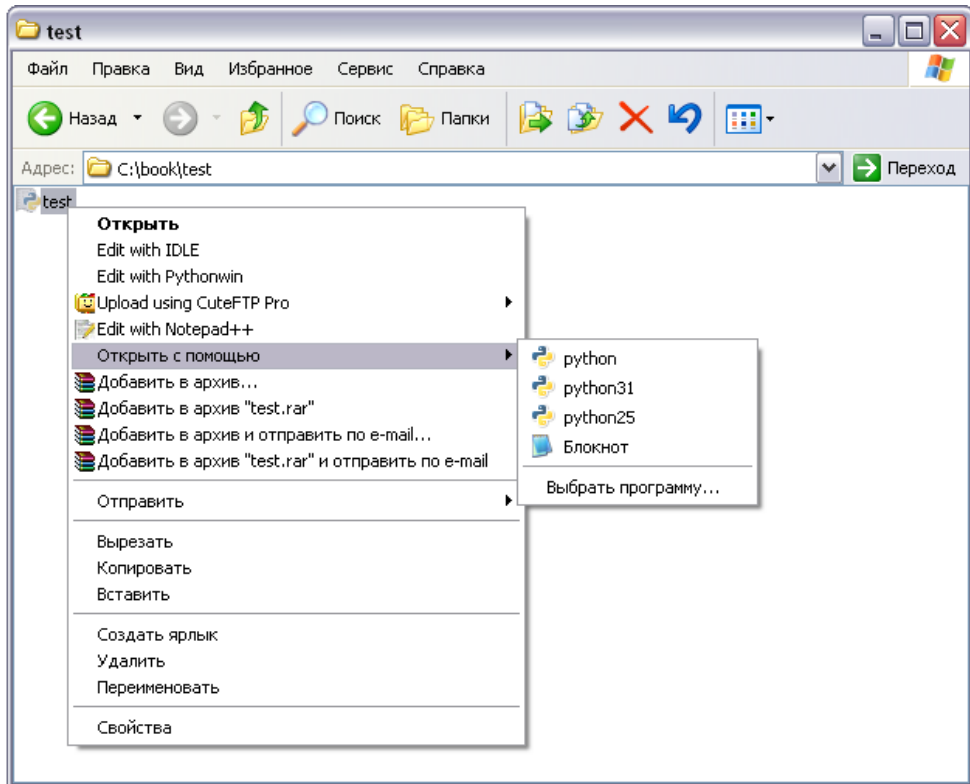 test
Файл Правка Вид Избранное Сервис Справка
Назад Поиск Папки
Адрес: C:\book\test Переход
test
Открыть
Edit with IDLE
Edit with Pythonwin
Upload using CuteFTP Pro
Edit with Notepad++
Открыть с помощью
Добавить в архив...
Добавить в архив "test.rar"
Добавить в архив и отправить по e-mail...
Добавить в архив "test.rar" и отправить по e-mail
Отправить
Вырезать
Копировать
Вставить
Создать ярлык
Удалить
Переименовать
Свойства
python
python31
python25
Блокнот
Выбрать программу...